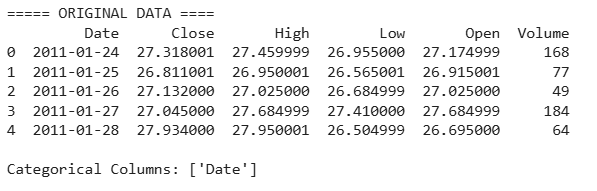 ===== ORIGINAL DATA ====
Date Close High Low Open Volume
0 2011-01-24 27.318001 27.459999 26.955000 27.174999 168
1 2011-01-25 26.811001 26.950001 26.565001 26.915001 77
2 2011-01-26 27.132000 27.025000 26.684999 27.025000 49
3 2011-01-27 27.045000 27.684999 27.410000 27.684999 184
4 2011-01-28 27.934000 27.950001 26.504999 26.695000 64
Categorical Columns: ['Date']